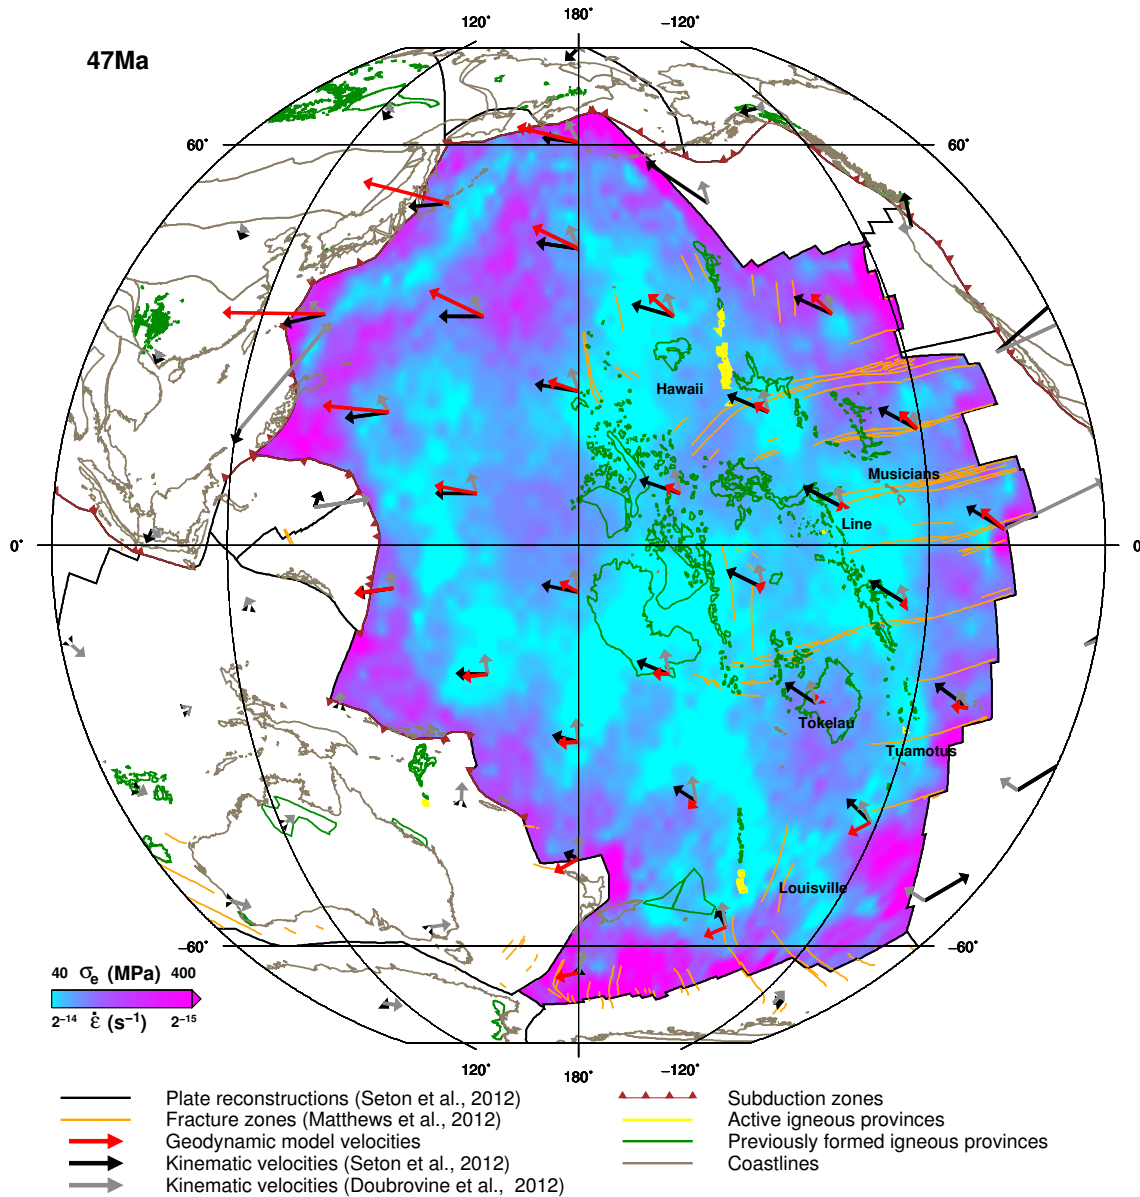 120° 180° −120°
47Ma
60° 60°
Hawaii
Musicians
Line
0° 0°
Tokelau
Tuamotus
Louisville
−60° −60°
40 σe (MPa) 400
2−14 ε̇ (s−1) 2−15
120° 180° −120°
Plate reconstructions (Seton et al., 2012)
Fracture zones (Matthews et al., 2012)
Geodynamic model velocities
Kinematic velocities (Seton et al., 2012)
Kinematic velocities (Doubrovine et al., 2012)
Subduction zones
Active igneous provinces
Previously formed igneous provinces
Coastlines